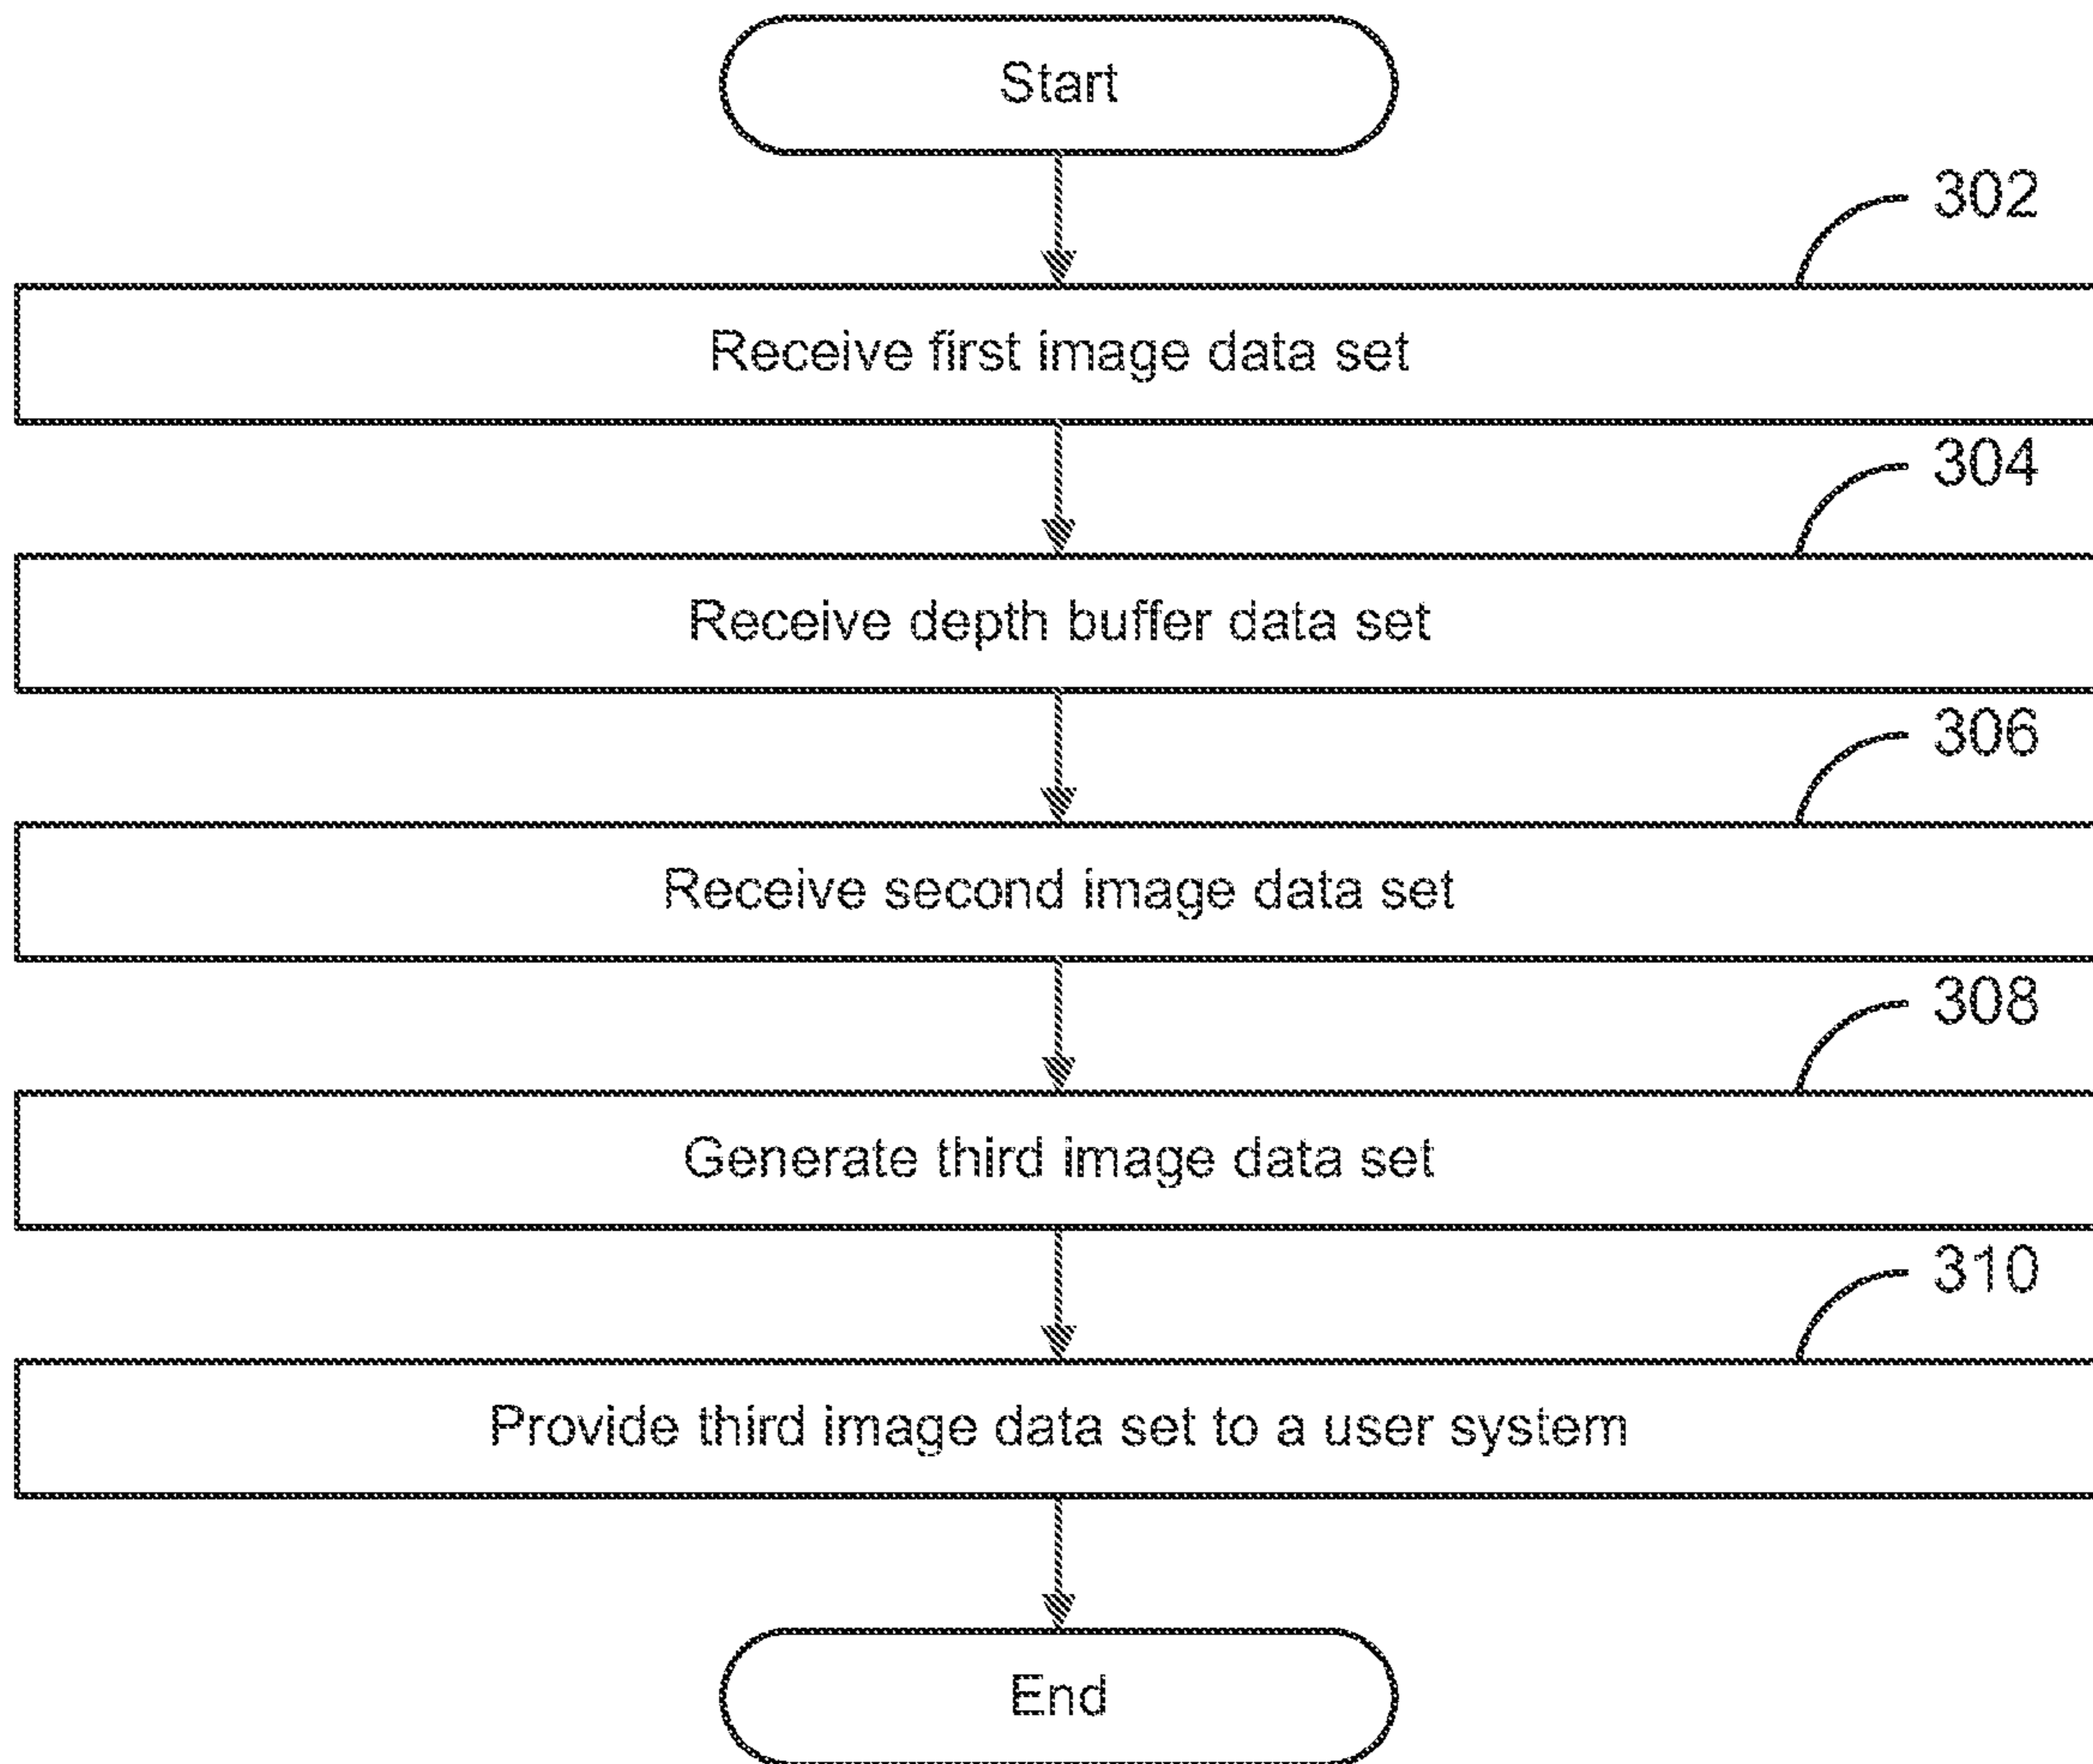 Start
302
Receive first image data set
304
Receive depth buffer data set
306
Receive second image data set
308
Generate third image data set
310
Provide third image data set to a user system
End